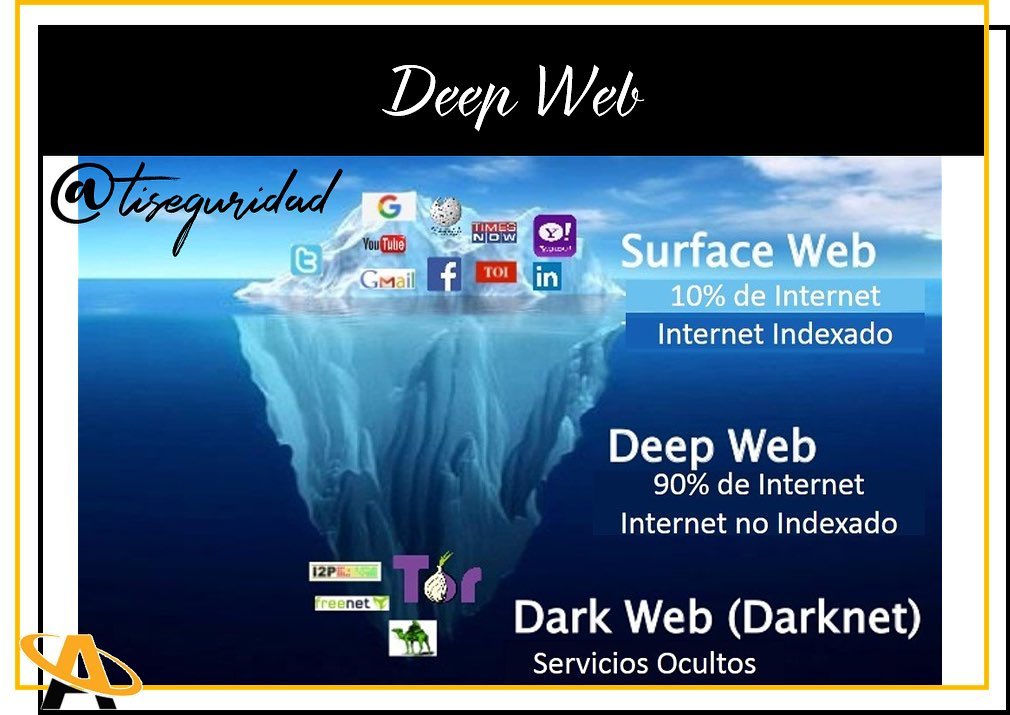 Deep Web
@tiseguridad
G
YouTube
TIMES
NOW
Y!
YAHOO!
Gmail
f
TOI
in
Surface Web
10% de Internet
Internet Indexado
Deep Web
90% de Internet
Internet no Indexado
I2P
Tor
freenet
Dark Web (Darknet)
Servicios Ocultos
A